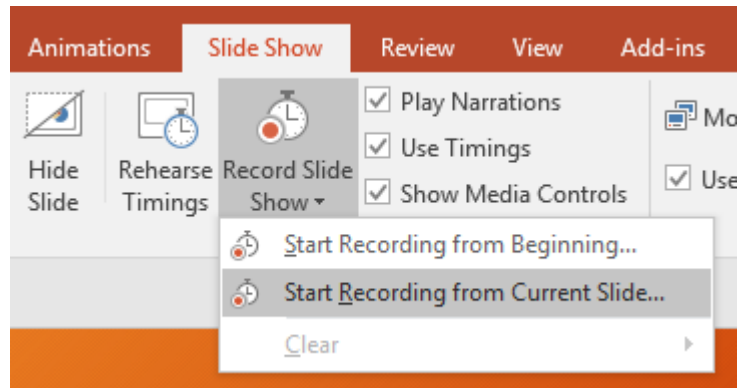 Animations Slide Show Review View Add-ins
Hide Slide
Rehearse Timings
Record Slide Show
Play Narrations
Use Timings
Show Media Controls
Start Recording from Beginning...
Start Recording from Current Slide...
Clear